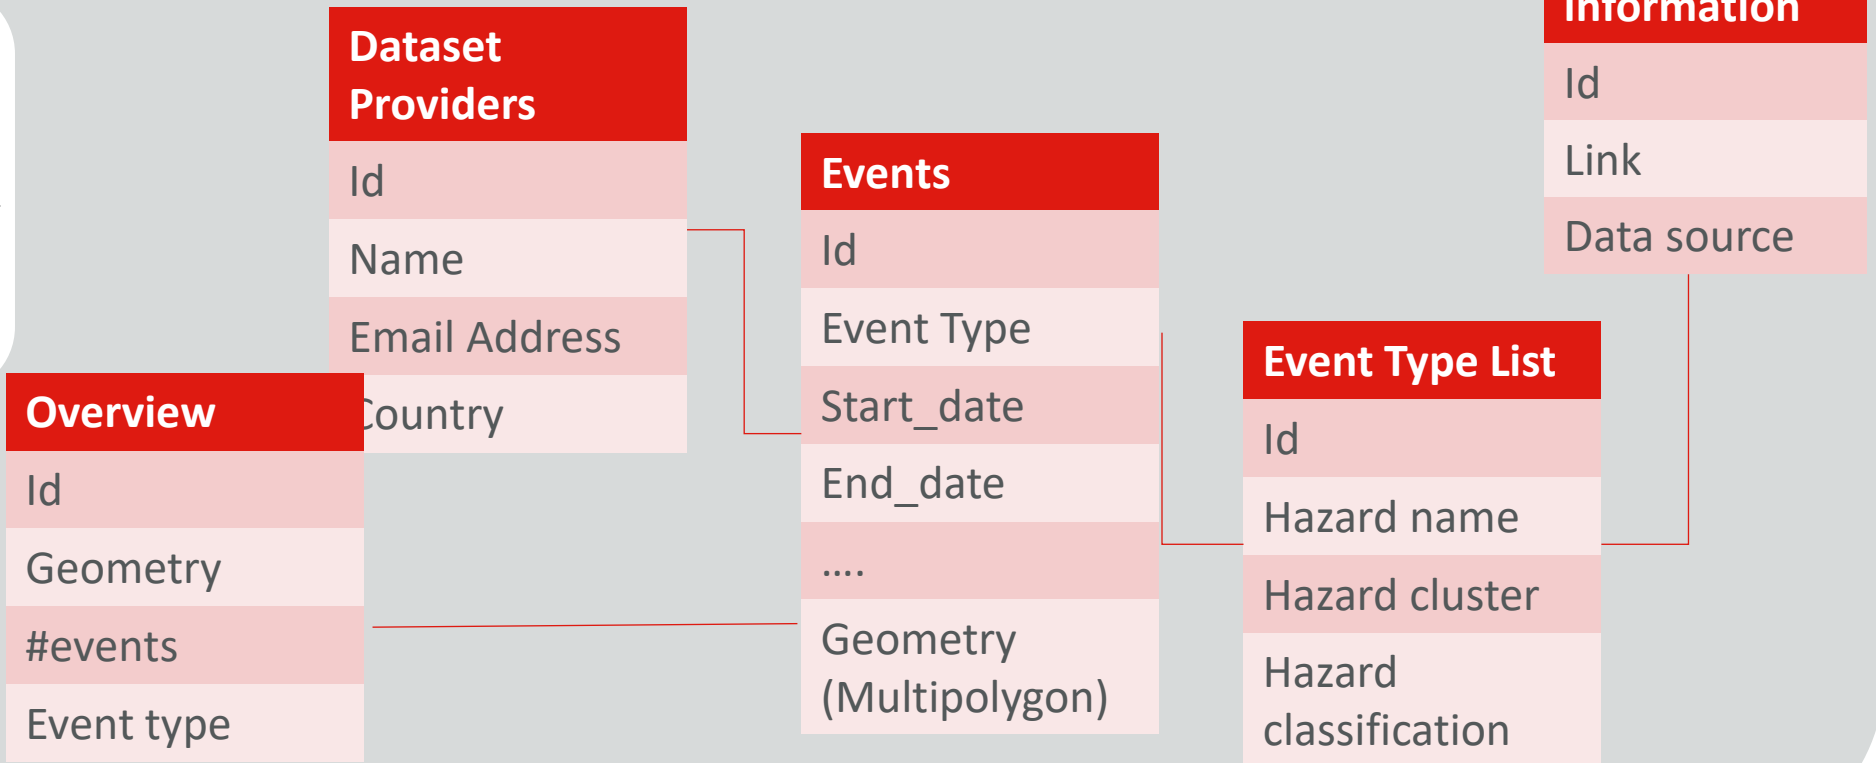 Dataset
Providers
Id
Name
Email Address
Country
Overview
Id
Geometry
#events
Event type
Events
Id
Event Type
Start_date
End_date
....
Geometry
(Multipolygon)
Event Type List
Id
Hazard name
Hazard cluster
Hazard
classification
Information
Id
Link
Data source